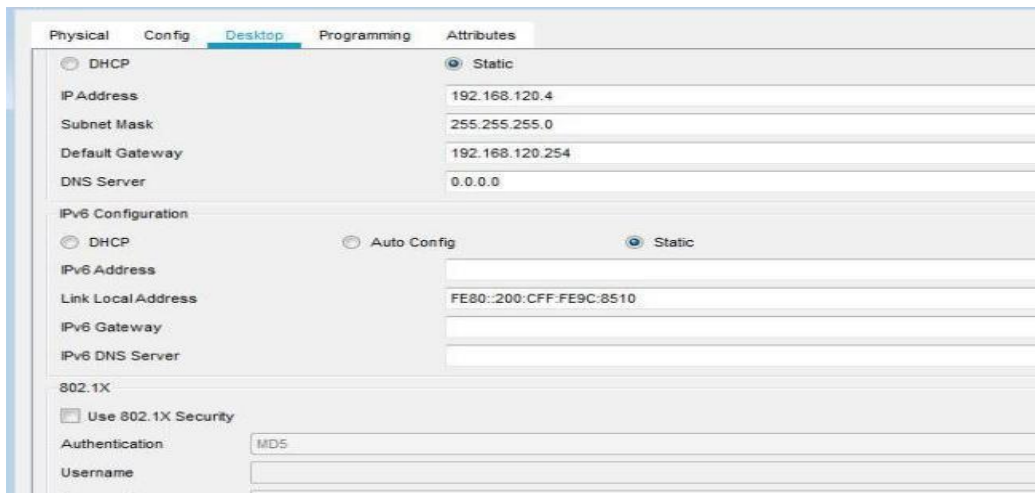 Physical Config Desktop Programming Attributes
DHCP Static
IP Address 192.168.120.4
Subnet Mask 255.255.255.0
Default Gateway 192.168.120.254
DNS Server 0.0.0.0
IPv6 Configuration
DHCP Auto Config Static
IPv6 Address
Link Local Address FE80::200:CFF:FE9C:8510
IPv6 Gateway
IPv6 DNS Server
802.1X
Use 802.1X Security
Authentication MD5
Username